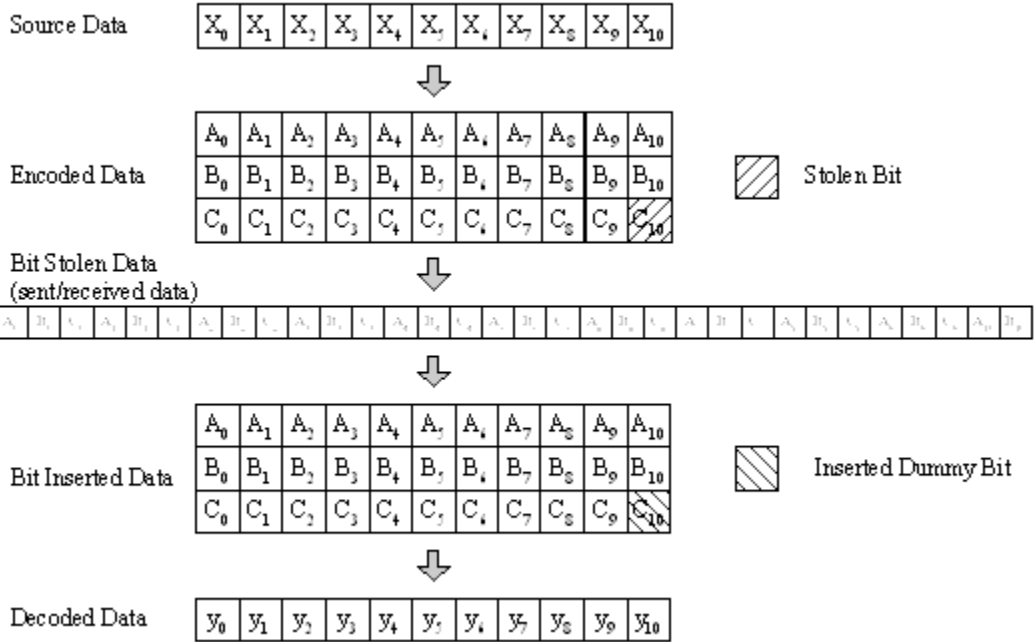 Source Data X₀ X₁ X₂ X₃ X₄ X₅ X₆ X₇ X₈ X₉ X₁₀
A₀ A₁ A₂ A₃ A₄ A₅ A₆ A₇ A₈ A₉ A₁₀
Encoded Data B₀ B₁ B₂ B₃ B₄ B₅ B₆ B₇ B₈ B₉ B₁₀ Stolen Bit
C₀ C₁ C₂ C₃ C₄ C₅ C₆ C₇ C₈ C₉ C₁₀
Bit Stolen Data
(sent/received data)
A₀ A₁ A₂ A₃ A₄ A₅ A₆ A₇ A₈ A₉ A₁₀
Bit Inserted Data B₀ B₁ B₂ B₃ B₄ B₅ B₆ B₇ B₈ B₉ B₁₀ Inserted Dummy Bit
C₀ C₁ C₂ C₃ C₄ C₅ C₆ C₇ C₈ C₉ C₁₀
Decoded Data y₀ y₁ y₂ y₃ y₄ y₅ y₆ y₇ y₈ y₉ y₁₀